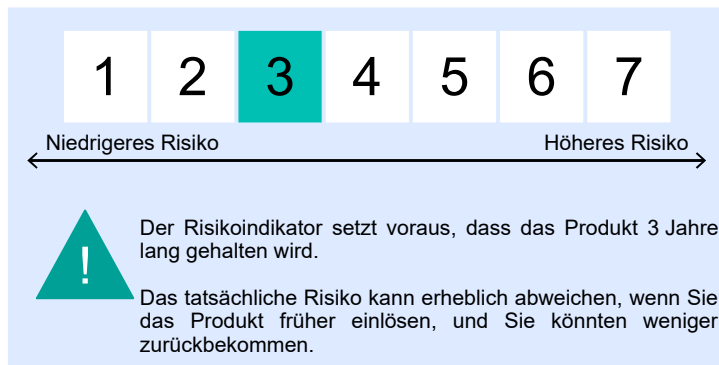 1 2 3 4 5 6 7
Niedrigeres Risiko Höheres Risiko
!
Der Risikoindikator setzt voraus, dass das Produkt 3 Jahre
lang gehalten wird.
Das tatsächliche Risiko kann erheblich abweichen, wenn Sie
das Produkt früher einlösen, und Sie könnten weniger
zurückbekommen.